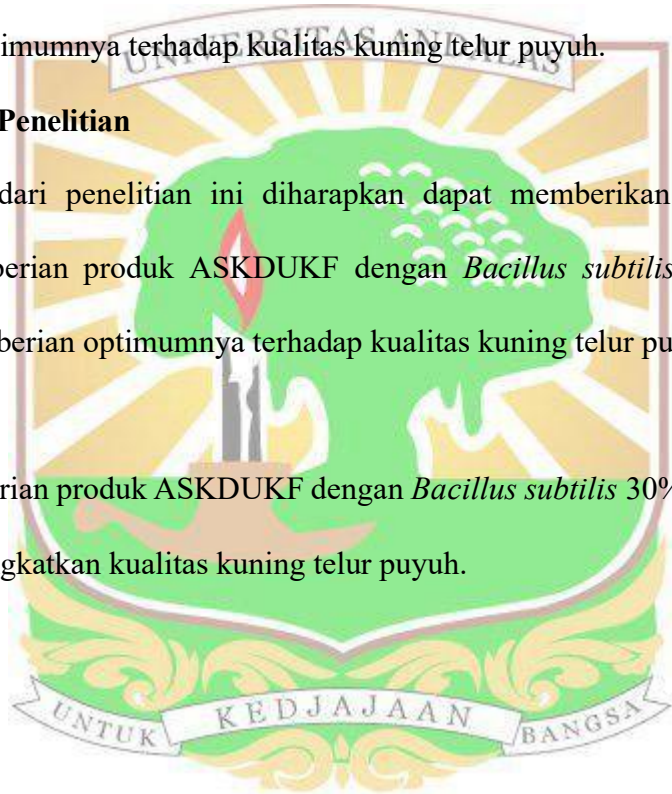 imumnya terhadap kualitas kuning telur puyuh.
UNIVERSITAS ANDALAS
Penelitian
dari penelitian ini diharapkan dapat memberikan
berian produk ASKDUKF dengan Bacillus subtilis
berian optimumnya terhadap kualitas kuning telur pu
rian produk ASKDUKF dengan Bacillus subtilis 30%
gkatkan kualitas kuning telur puyuh.
UNTUK KEDJAJAAN BANGSA